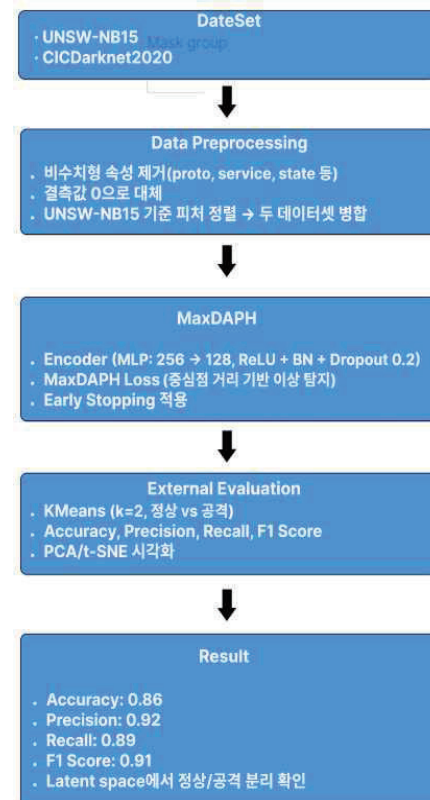 DateSet
· UNSW-NB15
Mask group
· CICDarknet2020
Data Preprocessing
. 비수치형 속성 제거(proto, service, state 등)
. 결측값 0으로 대체
. UNSW-NB15 기준 피처 정렬 → 두 데이터셋 병합
MaxDAPH
. Encoder (MLP: 256 → 128, ReLU + BN + Dropout 0.2)
. MaxDAPH Loss (중심점 거리 기반 이상 탐지)
. Early Stopping 적용
External Evaluation
. KMeans (k=2, 정상 vs 공격)
. Accuracy, Precision, Recall, F1 Score
. PCA/t-SNE 시각화
Result
. Accuracy: 0.86
. Precision: 0.92
. Recall: 0.89
. F1 Score: 0.91
. Latent space에서 정상/공격 분리 확인